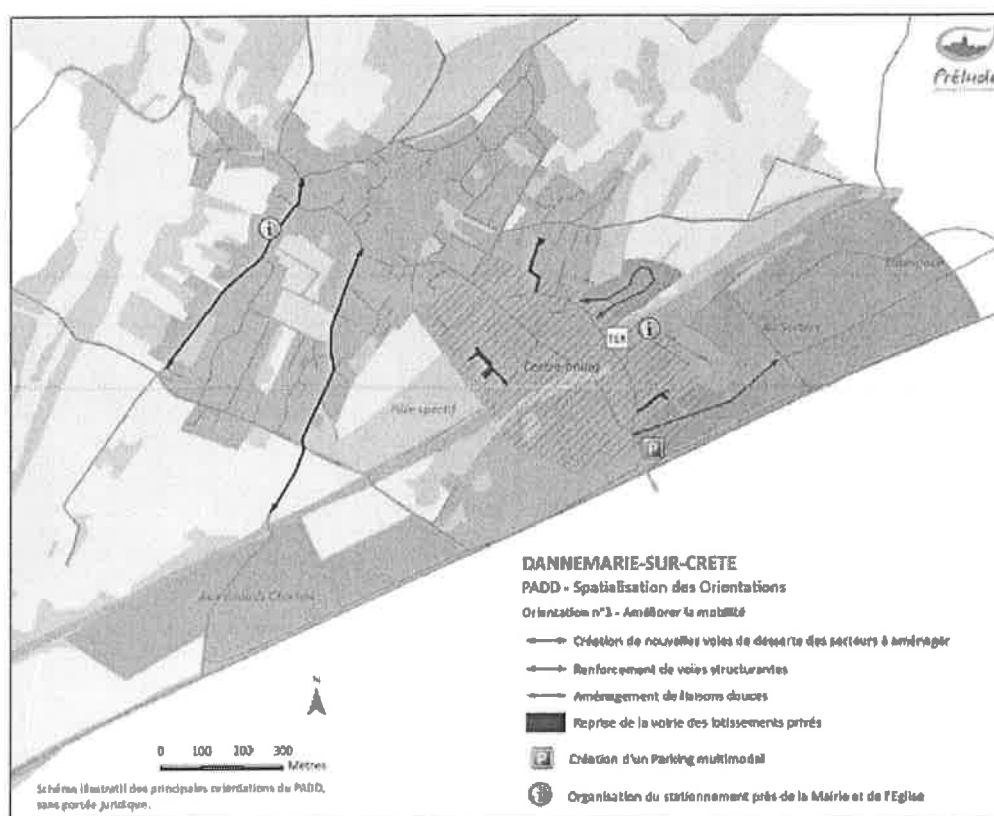 Prélude
i
i
TER
Au Serbier
Centre-bourg
Pôle sportif
P
DANNEMARIE-SUR-CRETE
PADD - Spatialisation des Orientations
Orientation n°3 - Améliorer la mobilité
Création de nouvelles voies de desserte des secteurs à aménager
Renforcement de voies structurantes
Aménagement de liaisons douces
Reprise de la voirie des lotissements privés
P Création d'un Parking multimodal
i Organisation du stationnement près de la Mairie et de l'Eglise
N
0 100 200 300
Mètres
Schéma illustratif des principales orientations du PADD,
sans portée juridique.